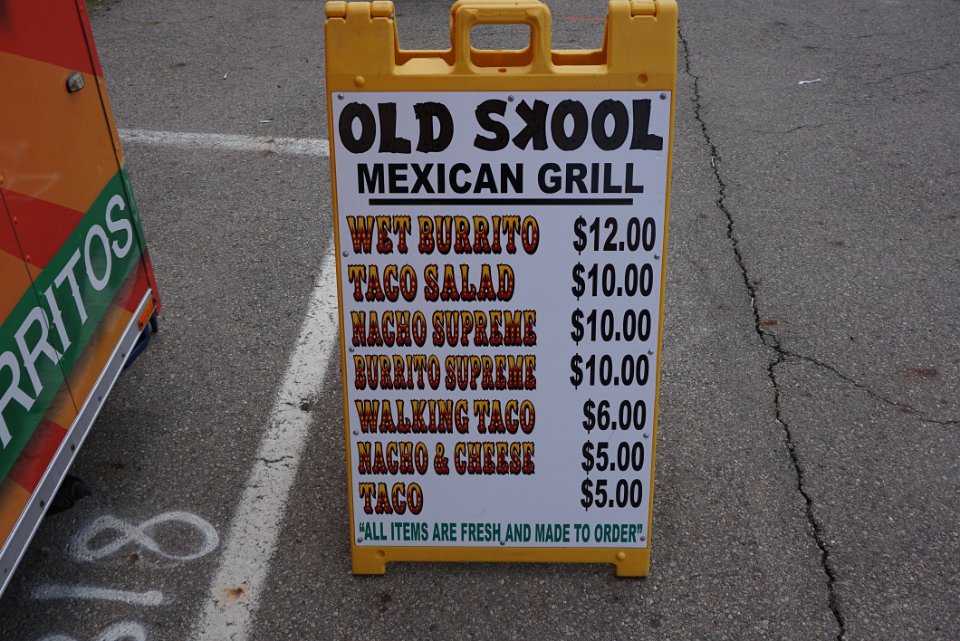 OLD SKOOL
MEXICAN GRILL
WET BURRITO $12.00
TACO SALAD $10.00
NACHO SUPREME $10.00
BURRITO SUPREME $10.00
WALKING TACO $6.00
NACHO & CHEESE $5.00
TACO $5.00
"ALL ITEMS ARE FRESH AND MADE TO ORDER"
RRITOS